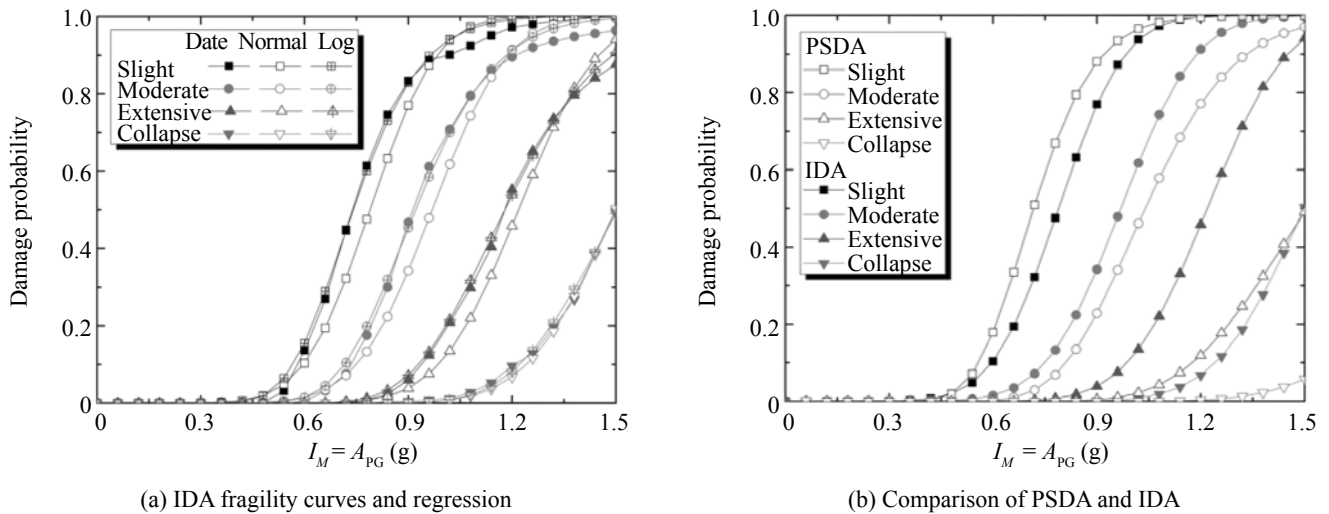 1.0
0.8
0.6
0.4
0.2
0
Damage probability
Date Normal Log
Slight
Moderate
Extensive
Collapse
0 0.3 0.6 0.9 1.2 1.5
I_M = A_PG (g)
(a) IDA fragility curves and regression
1.0
0.8
0.6
0.4
0.2
0
Damage probability
PSDA
Slight
Moderate
Extensive
Collapse
IDA
Slight
Moderate
Extensive
Collapse
0 0.3 0.6 0.9 1.2 1.5
I_M = A_PG (g)
(b) Comparison of PSDA and IDA